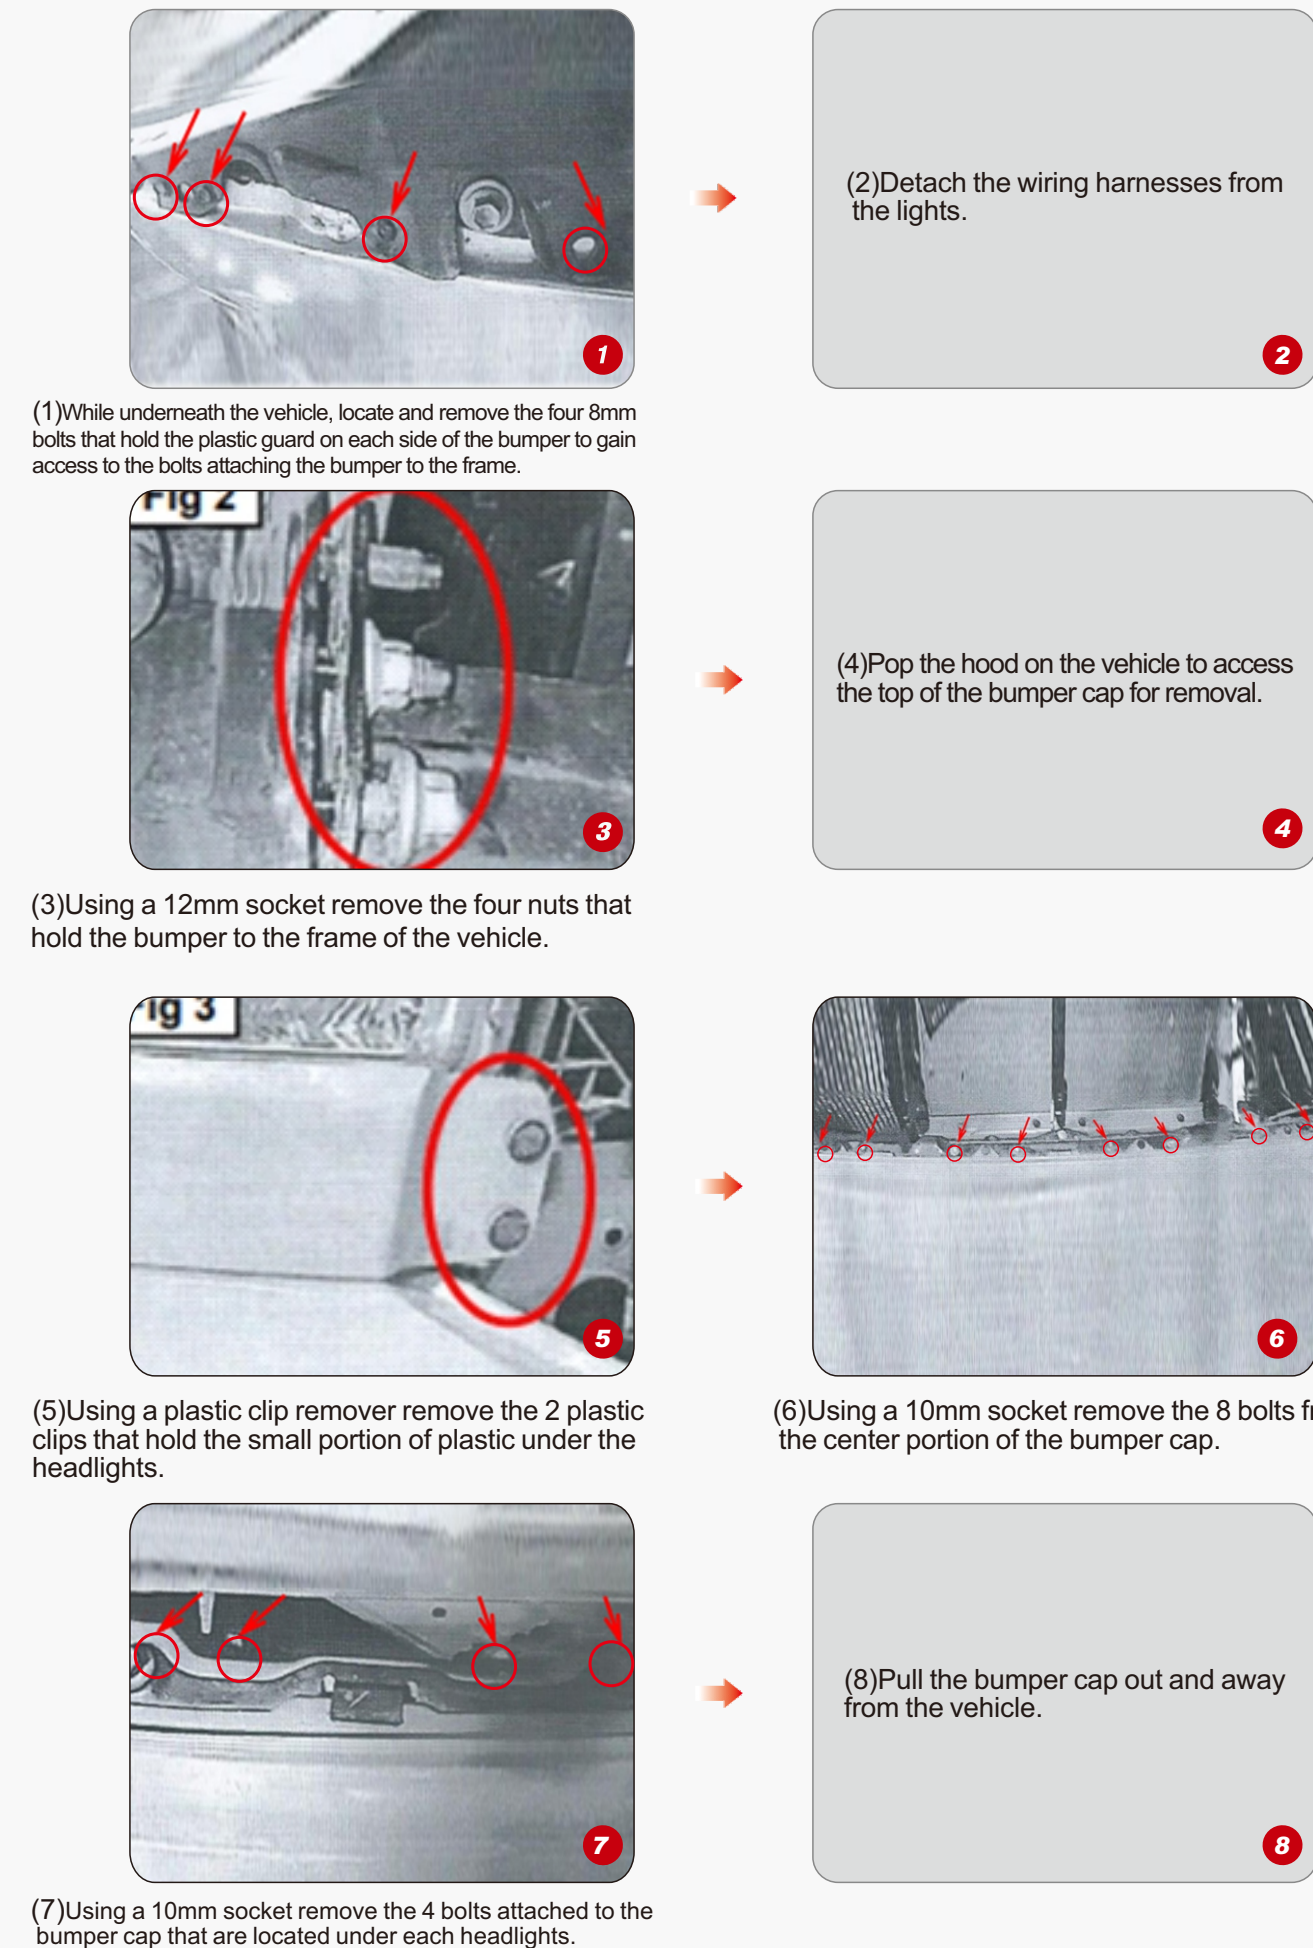 1
(2)Detach the wiring harnesses from
the lights.
2
(1)While underneath the vehicle, locate and remove the four 8mm
bolts that hold the plastic guard on each side of the bumper to gain
access to the bolts attaching the bumper to the frame.
Fig 2
3
(4)Pop the hood on the vehicle to access
the top of the bumper cap for removal.
4
(3)Using a 12mm socket remove the four nuts that
hold the bumper to the frame of the vehicle.
Fig 3
5
6
(5)Using a plastic clip remover remove the 2 plastic
clips that hold the small portion of plastic under the
headlights.
(6)Using a 10mm socket remove the 8 bolts
the center portion of the bumper cap.
7
(8)Pull the bumper cap out and away
from the vehicle.
8
(7)Using a 10mm socket remove the 4 bolts attached to the
bumper cap that are located under each headlights.